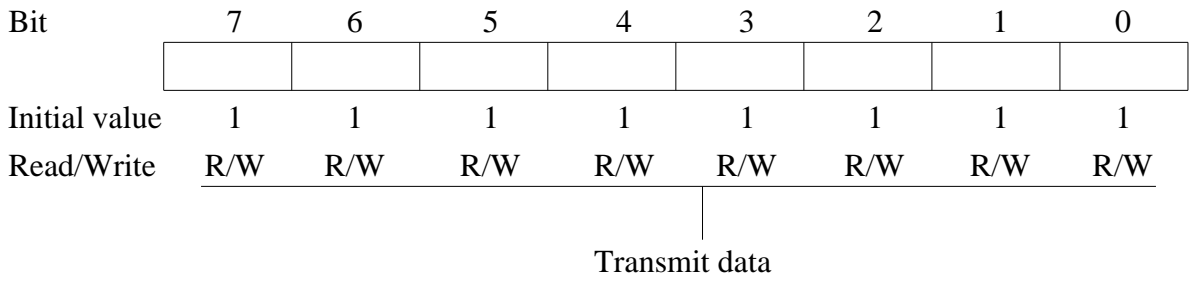 Bit 7 6 5 4 3 2 1 0
Initial value 1 1 1 1 1 1 1 1
Read/Write R/W R/W R/W R/W R/W R/W R/W R/W
Transmit data